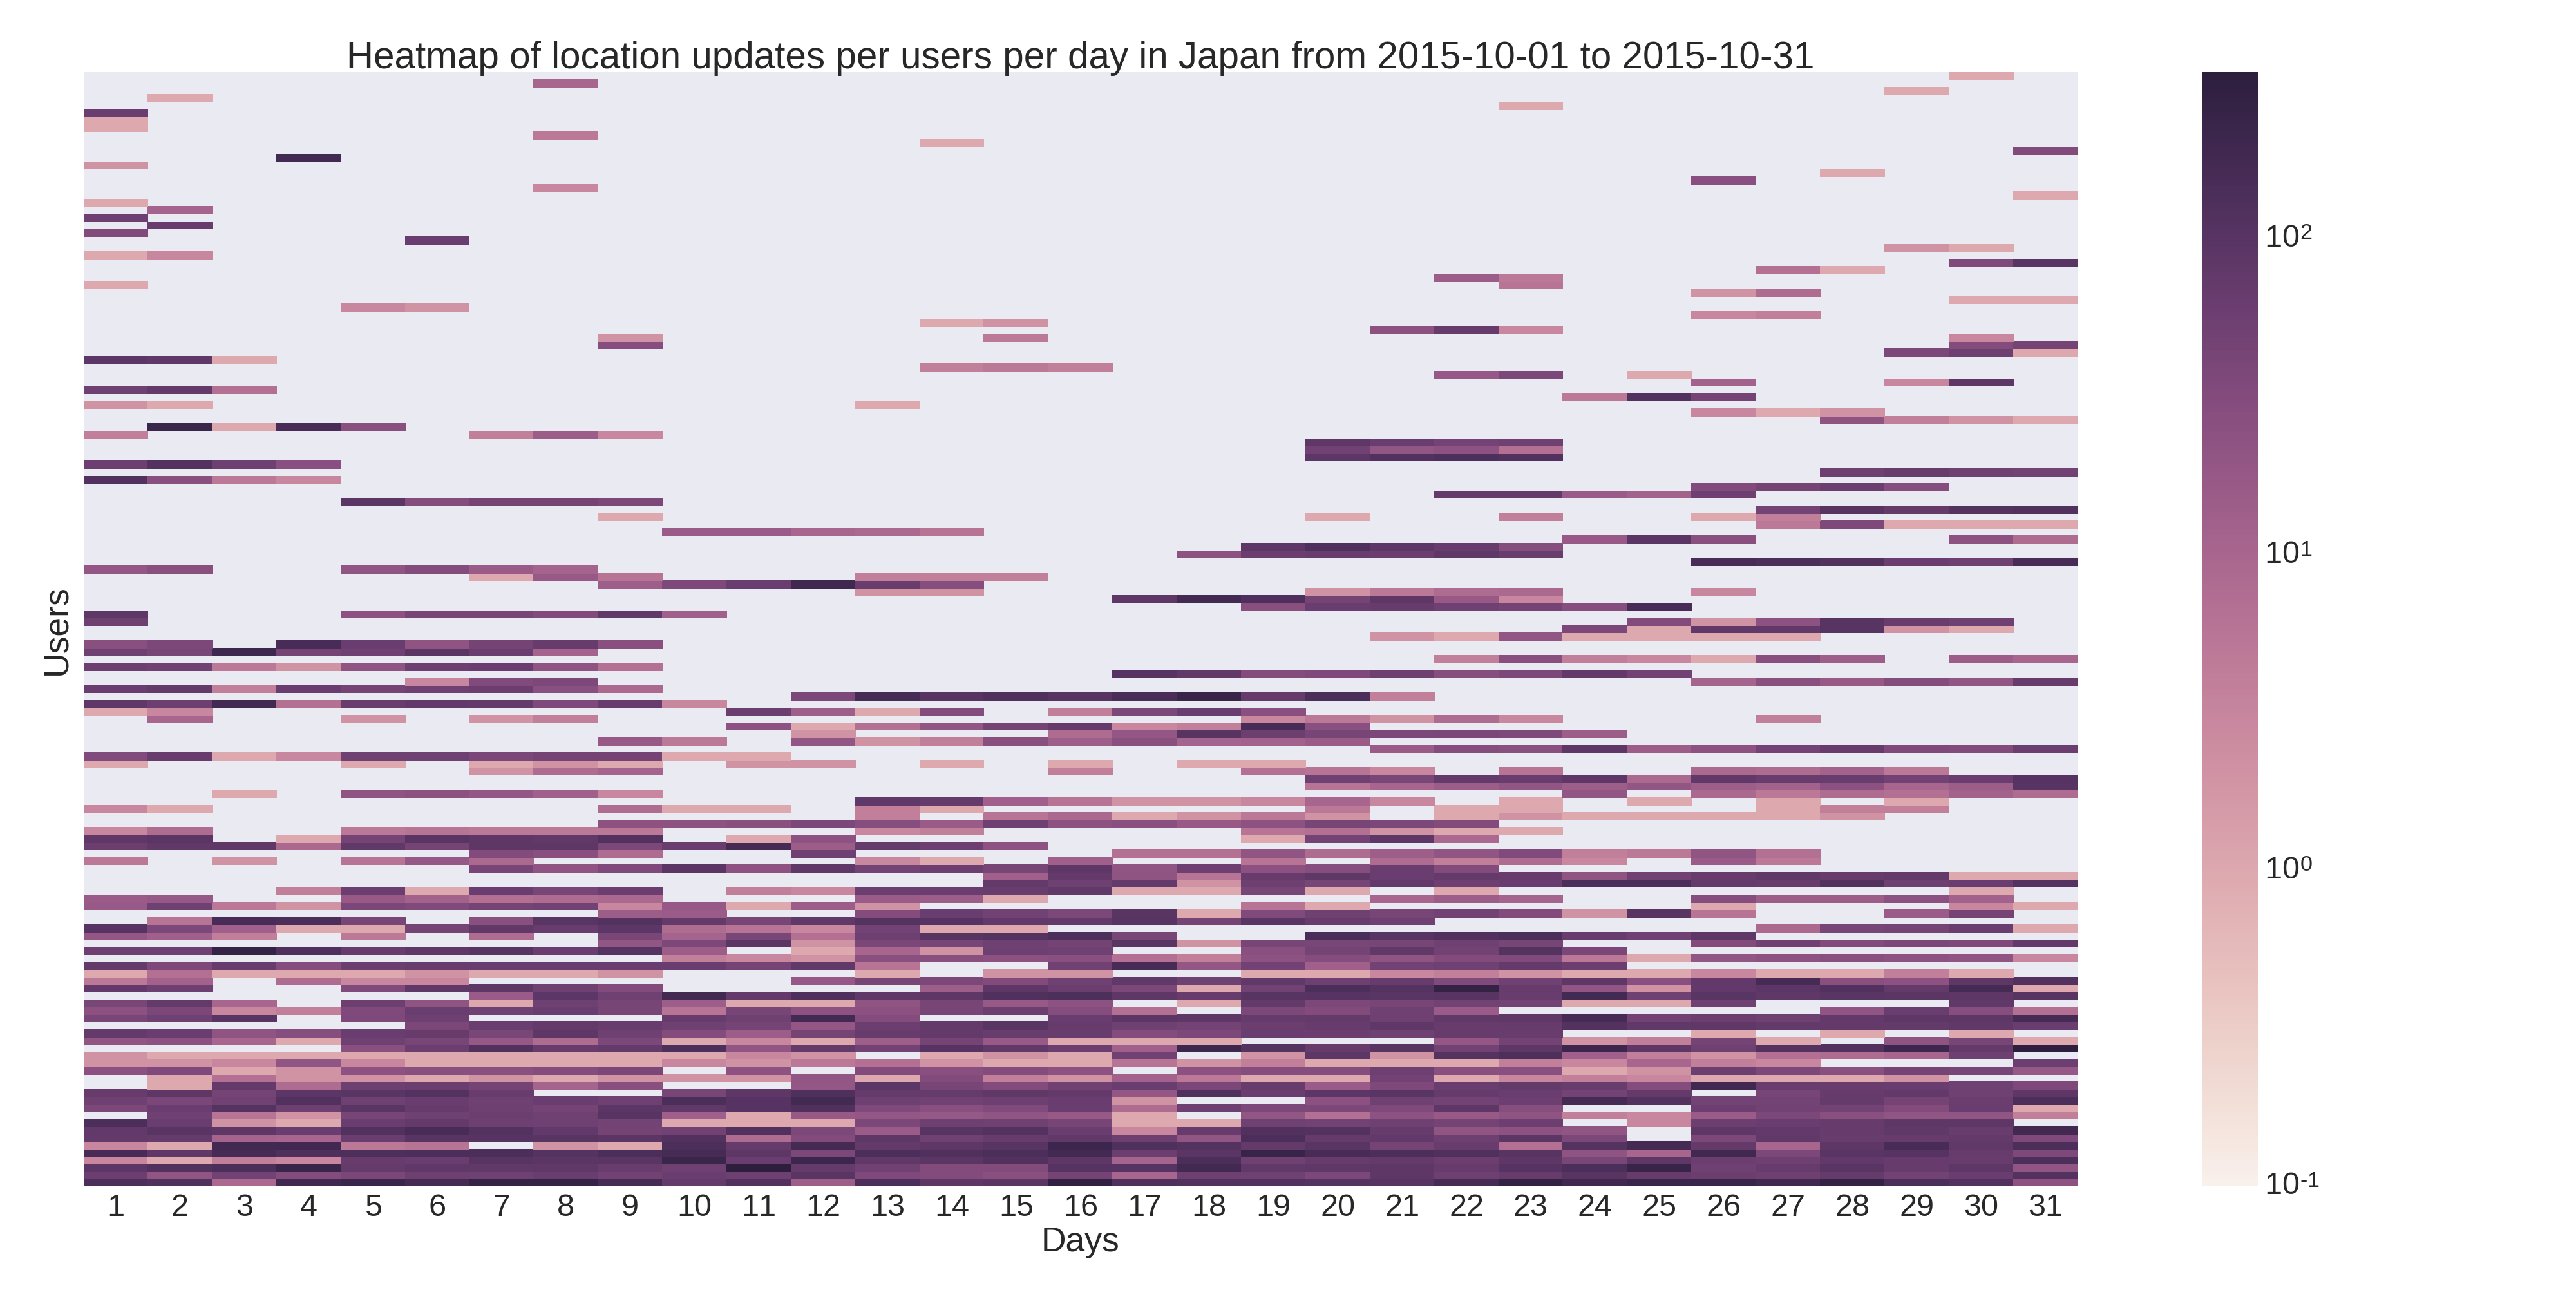 Heatmap of location updates per users per day in Japan from 2015-10-01 to 2015-10-31
Users
10²
10¹
10⁰
10⁻¹
1 2 3 4 5 6 7 8 9 10 11 12 13 14 15 16 17 18 19 20 21 22 23 24 25 26 27 28 29 30 31
Days